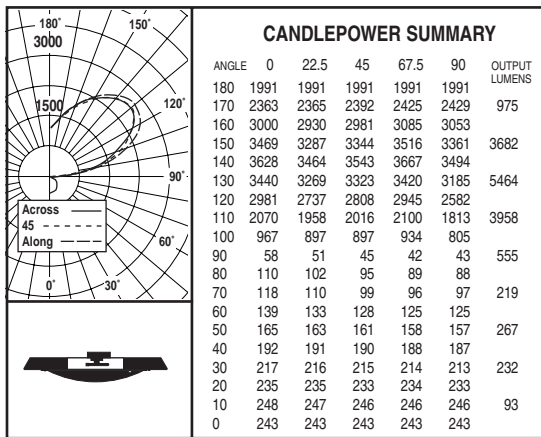 180°
150°
3000
1500
120°
90°
Across
45
Along
60°
0°
30°
CANDLEPOWER SUMMARY
ANGLE 0 22.5 45 67.5 90 OUTPUT
LUMENS
180 1991 1991 1991 1991 1991
170 2363 2365 2392 2425 2429 975
160 3000 2930 2981 3085 3053
150 3469 3287 3344 3516 3361 3682
140 3628 3464 3543 3667 3494
130 3440 3269 3323 3420 3185 5464
120 2981 2737 2808 2945 2582
110 2070 1958 2016 2100 1813 3958
100 967 897 897 934 805
90 58 51 45 42 43 555
80 110 102 95 89 88
70 118 110 99 96 97 219
60 139 133 128 125 125
50 165 163 161 158 157 267
40 192 191 190 188 187
30 217 216 215 214 213 232
20 235 235 233 234 233
10 248 247 246 246 246 93
0 243 243 243 243 243